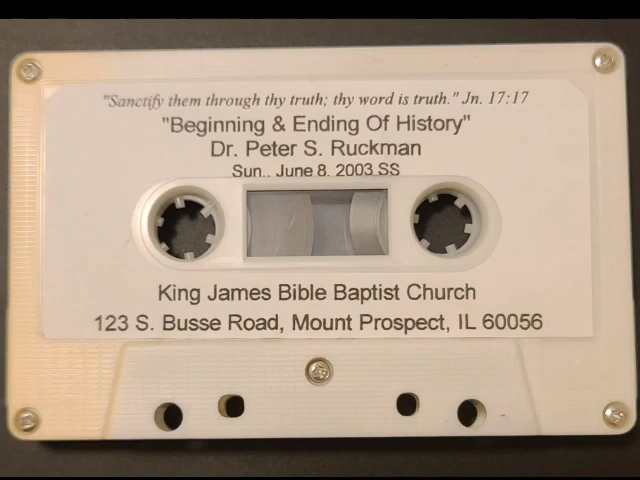 "Sanctify them through thy truth; thy word is truth." Jn. 17:17
"Beginning & Ending Of History"
Dr. Peter S. Ruckman
Sun., June 8, 2003 SS
King James Bible Baptist Church
123 S. Busse Road, Mount Prospect, IL 60056